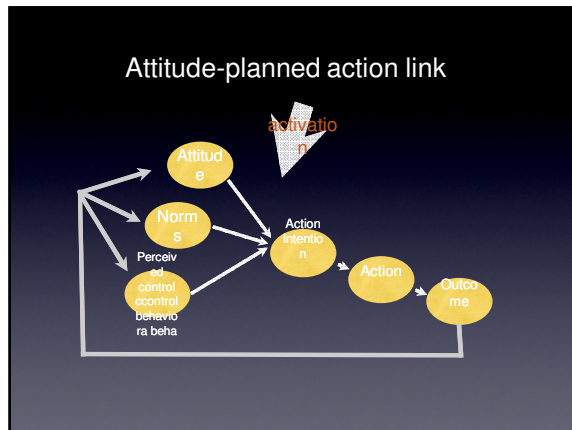 Attitude-planned action link
activatio
n
Attitud
e
Norm
s
Perceiv
ed
control
ccontrol
behavio
ra beha
Action
Intentio
n
Action
Outco
me